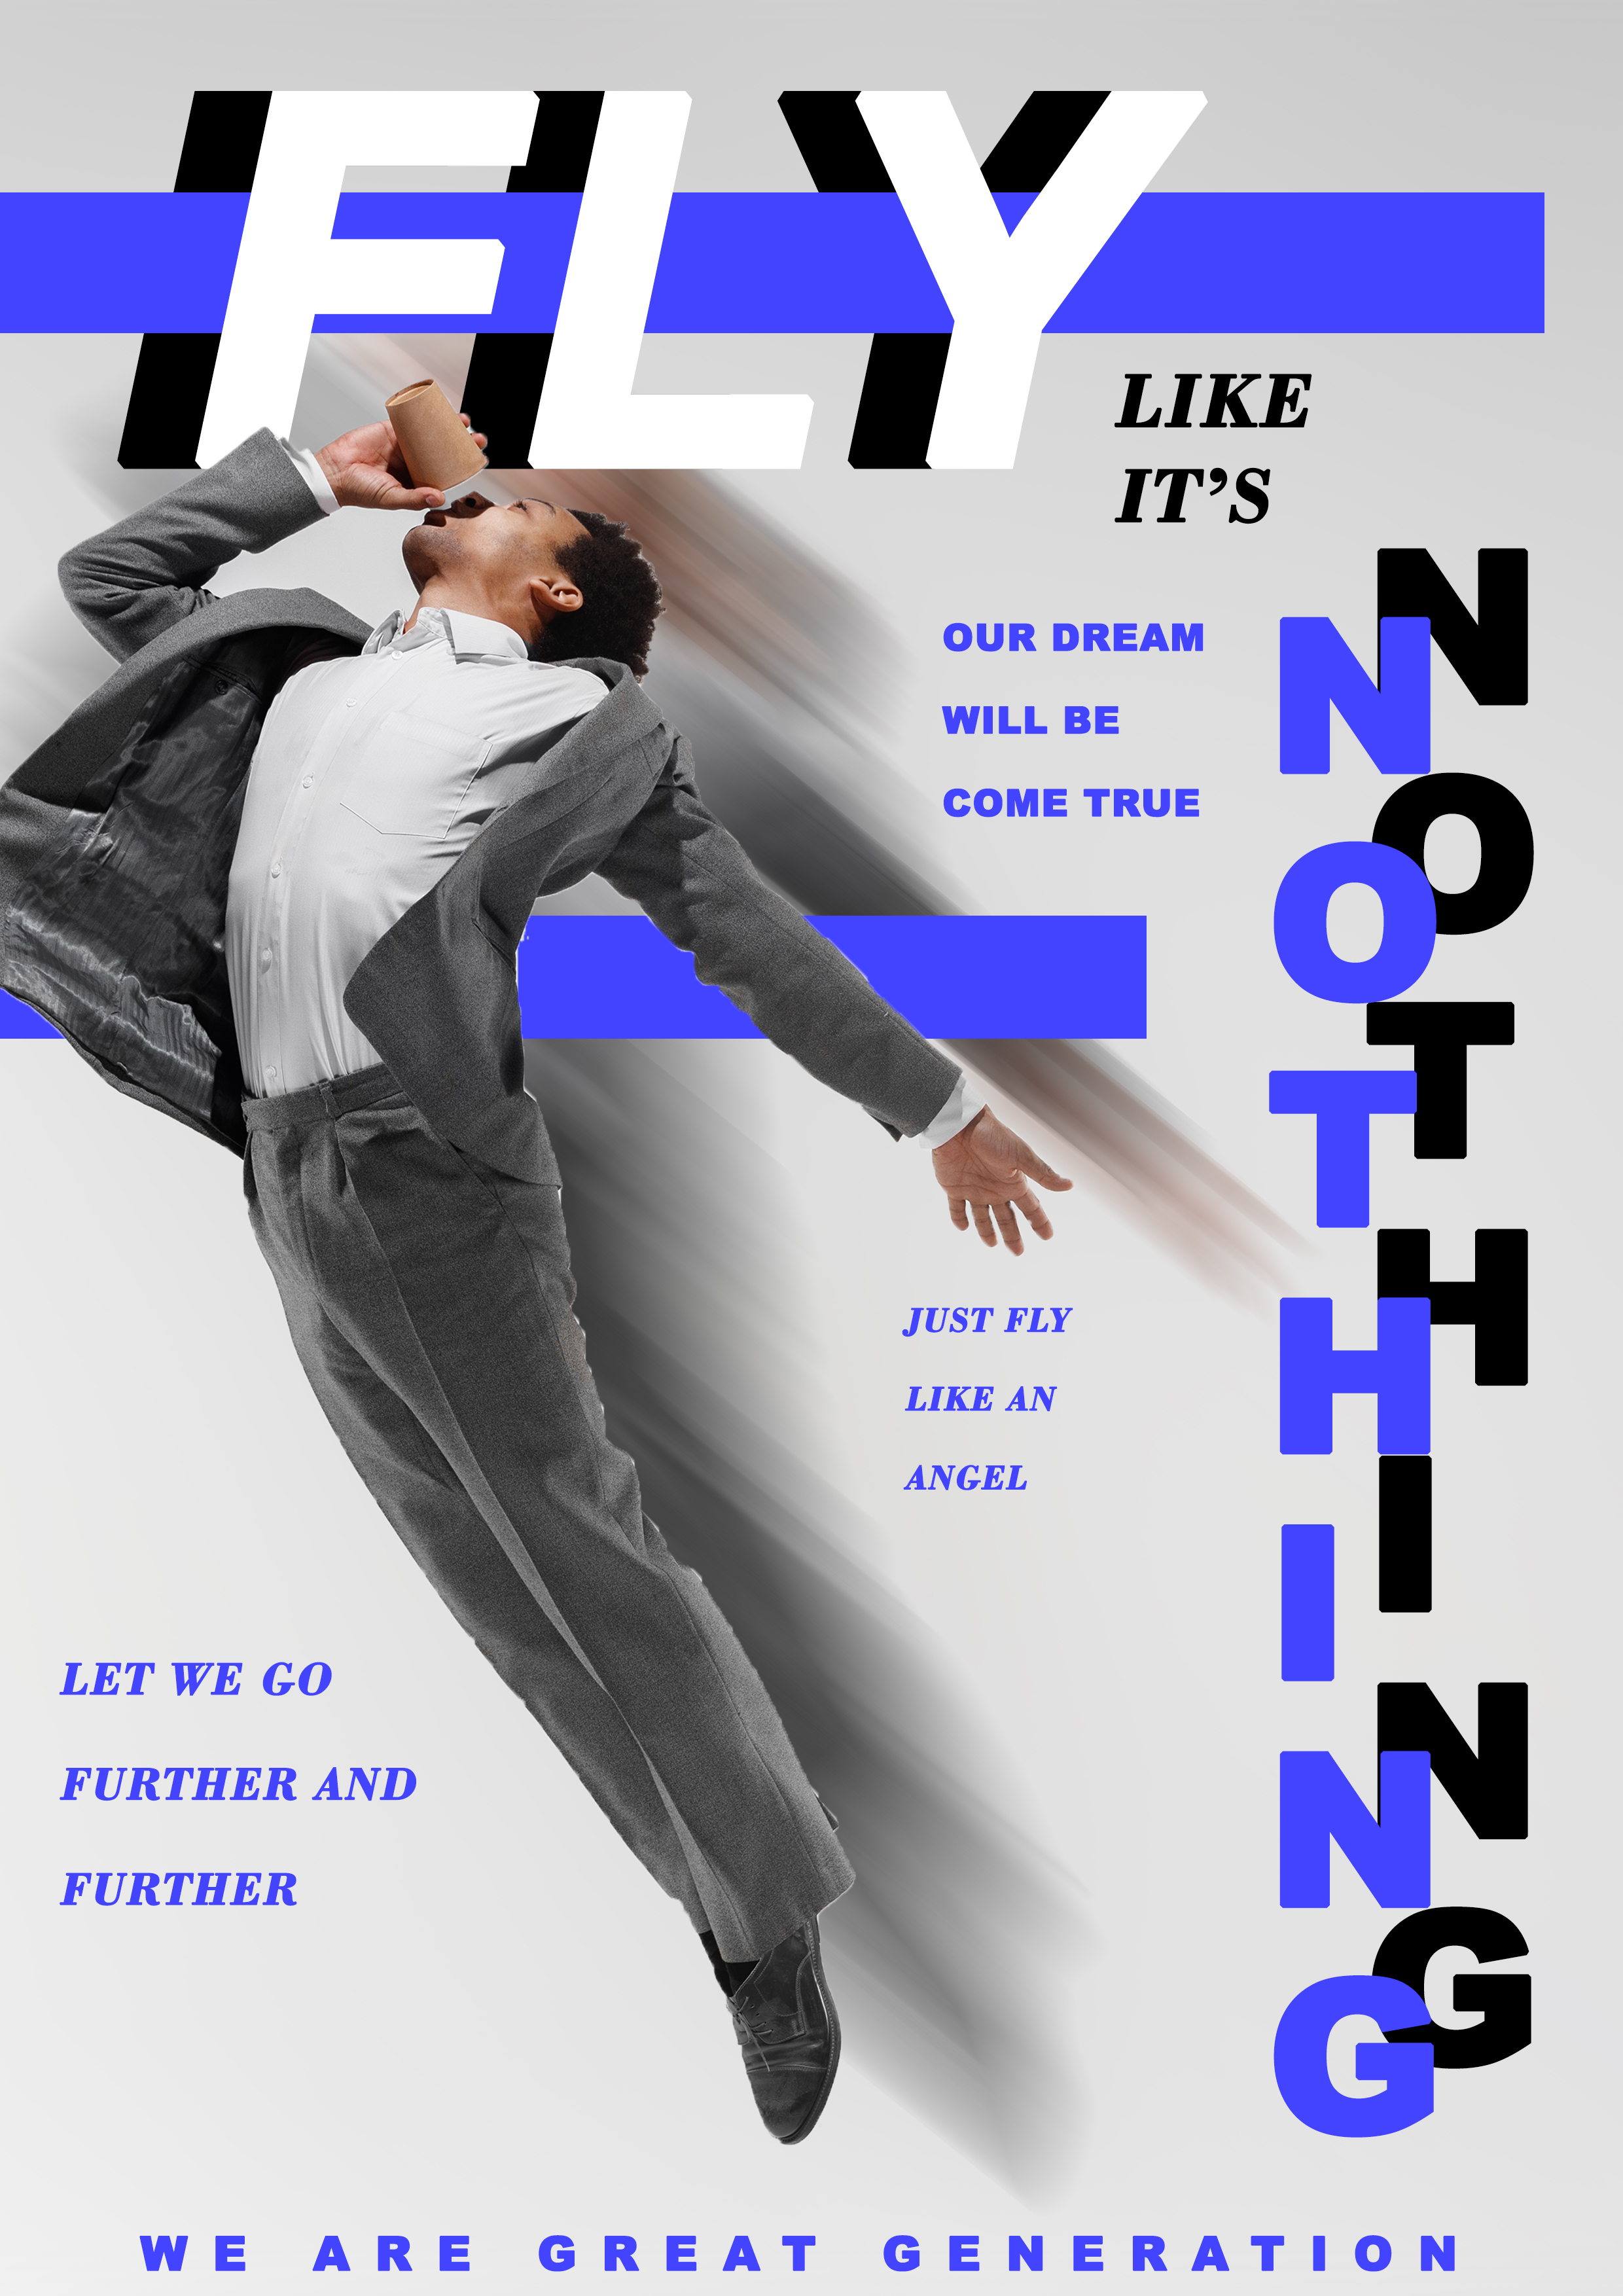 FLY
LIKE
IT'S
NOTHING
OUR DREAM
WILL BE
COME TRUE
JUST FLY
LIKE AN
ANGEL
LET WE GO
FURTHER AND
FURTHER
WE ARE GREAT GENERATION